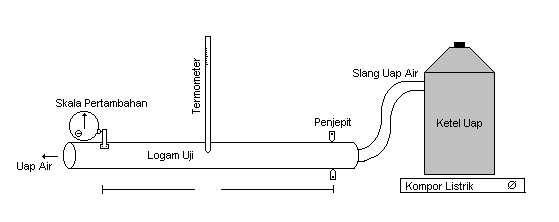 Slang Uap Air
Termometer
Skala Pertambahan
Penjepit
Ketel Uap
Logam Uji
Uap Air
Kompor Listrik